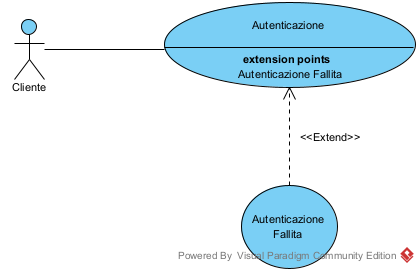 Autenticazione
extension points
Autenticazione Fallita
Cliente
<<Extend>>
Autenticazione
Fallita
Powered By Visual Paradigm Community Edition